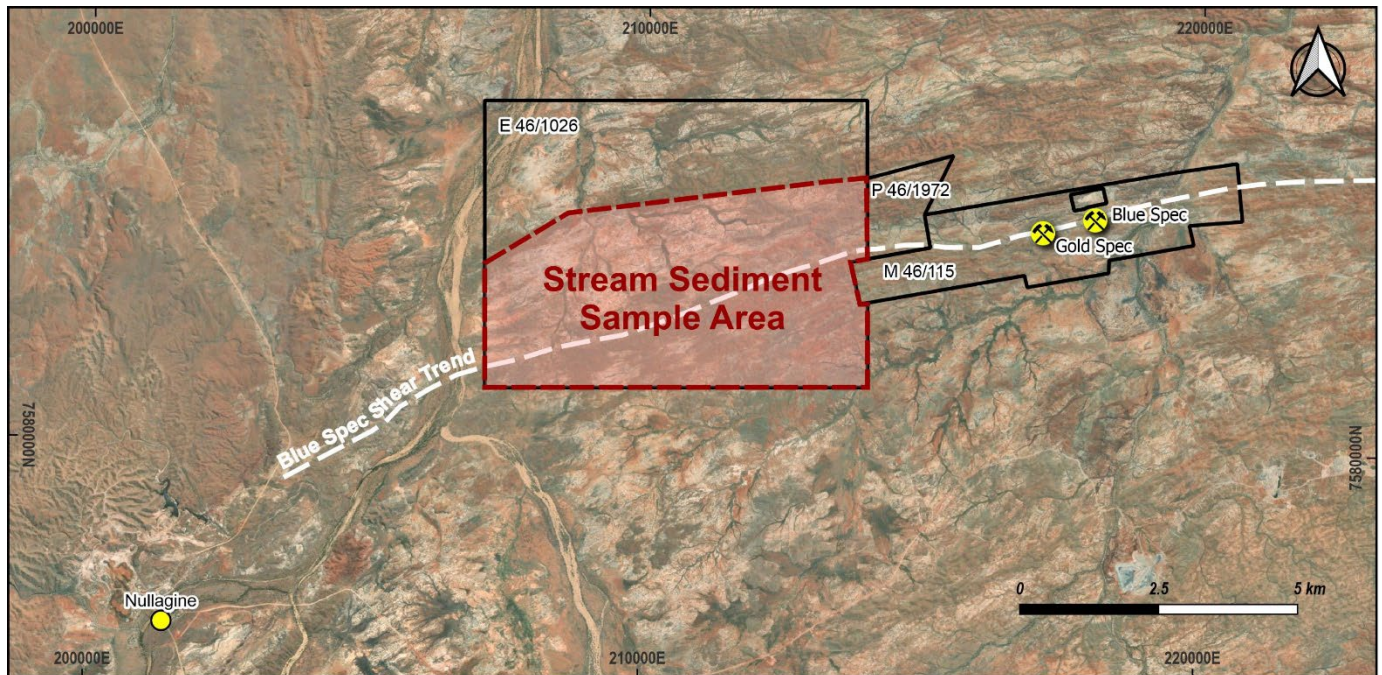 200000E
210000E
220000E
E 46/1026
P 46/1972
Blue Spec
Gold Spec
M 46/115
Stream Sediment
Sample Area
Blue Spec Shear Trend
7580000N
7580000N
0
2.5
5 km
Nullagine
200000E
210000E
220000E